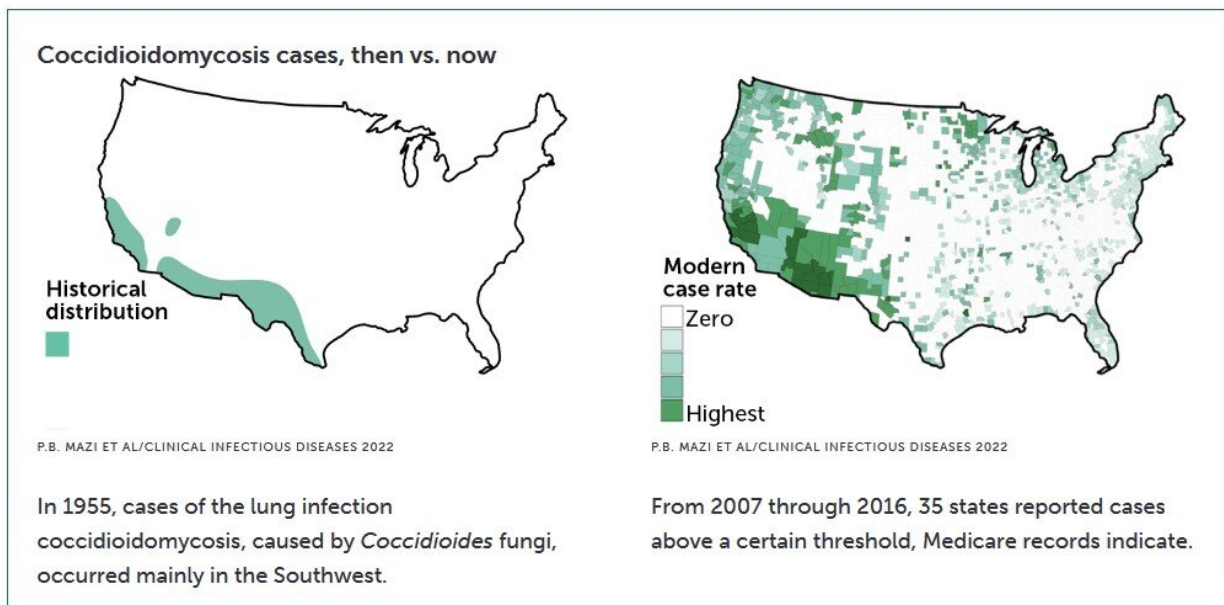 Coccidioidomycosis cases, then vs. now
Historical
distribution
P.B. MAZI ET AL/CLINICAL INFECTIOUS DISEASES 2022
In 1955, cases of the lung infection
coccidioidomycosis, caused by Coccidioides fungi,
occurred mainly in the Southwest.
Modern
case rate
Zero
Highest
P.B. MAZI ET AL/CLINICAL INFECTIOUS DISEASES 2022
From 2007 through 2016, 35 states reported cases
above a certain threshold, Medicare records indicate.